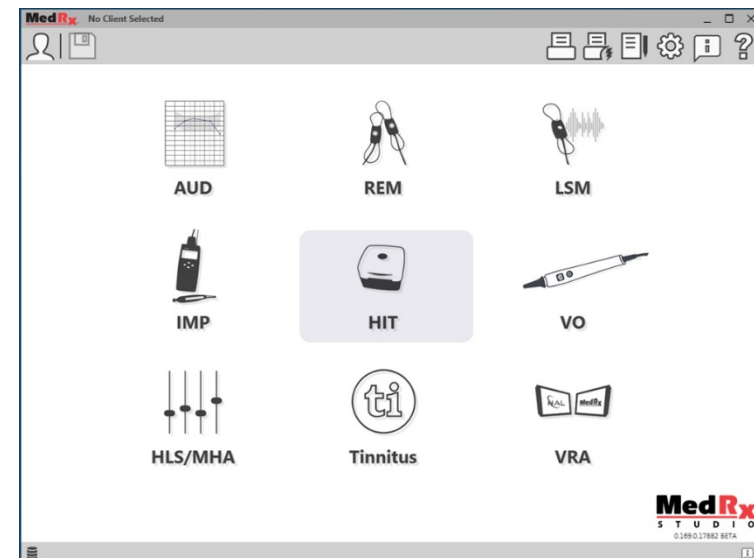 MedRx No Client Selected
AUD REM LSM
IMP HIT VO
ti
NAL MedRx
HLS/MHA Tinnitus VRA
MedRx
STUDIO
0.169.0.17882 BETA